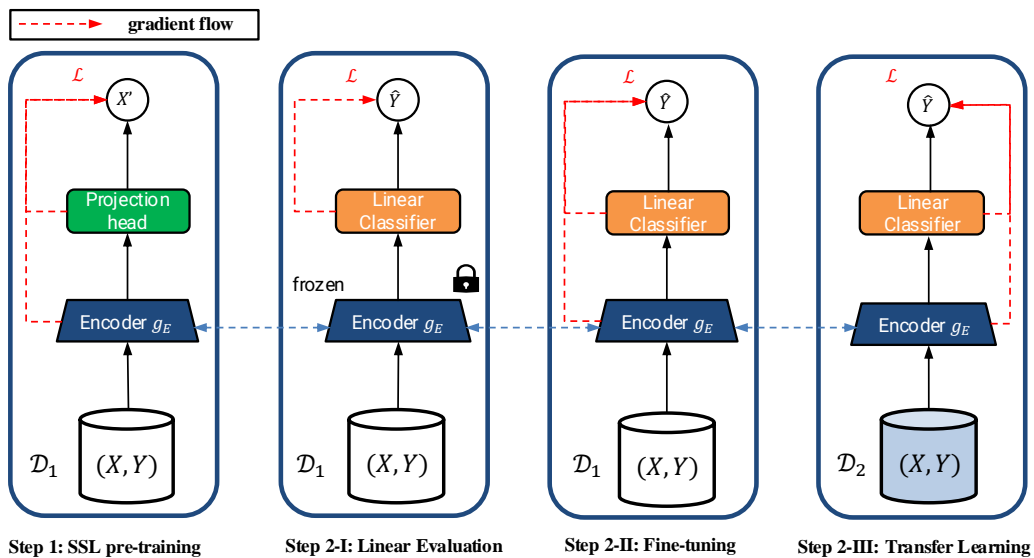 gradient flow
ℒ
X'
Projection
head
Encoder g_E
𝒟₁
(X, Y)
Step 1: SSL pre-training
ℒ
Ŷ
Linear
Classifier
frozen
Encoder g_E
𝒟₁
(X, Y)
Step 2-I: Linear Evaluation
ℒ
Ŷ
Linear
Classifier
Encoder g_E
𝒟₁
(X, Y)
Step 2-II: Fine-tuning
ℒ
Ŷ
Linear
Classifier
Encoder g_E
𝒟₂
(X, Y)
Step 2-III: Transfer Learning